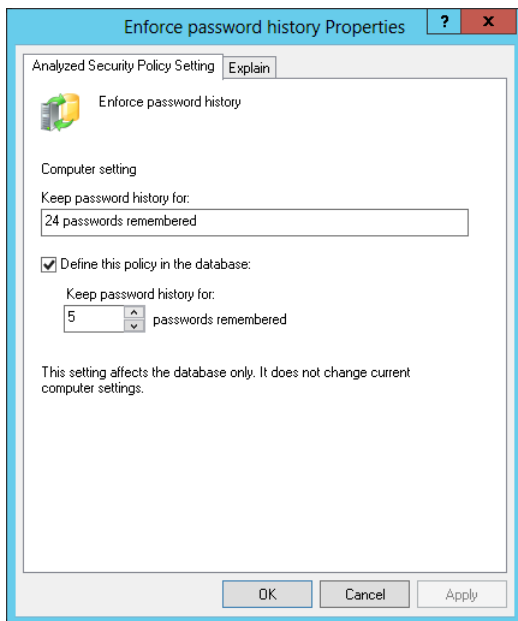 Enforce password history Properties
? x
Analyzed Security Policy Setting Explain
Enforce password history
Computer setting
Keep password history for:
24 passwords remembered
Define this policy in the database:
Keep password history for:
5 passwords remembered
This setting affects the database only. It does not change current
computer settings.
OK Cancel Apply